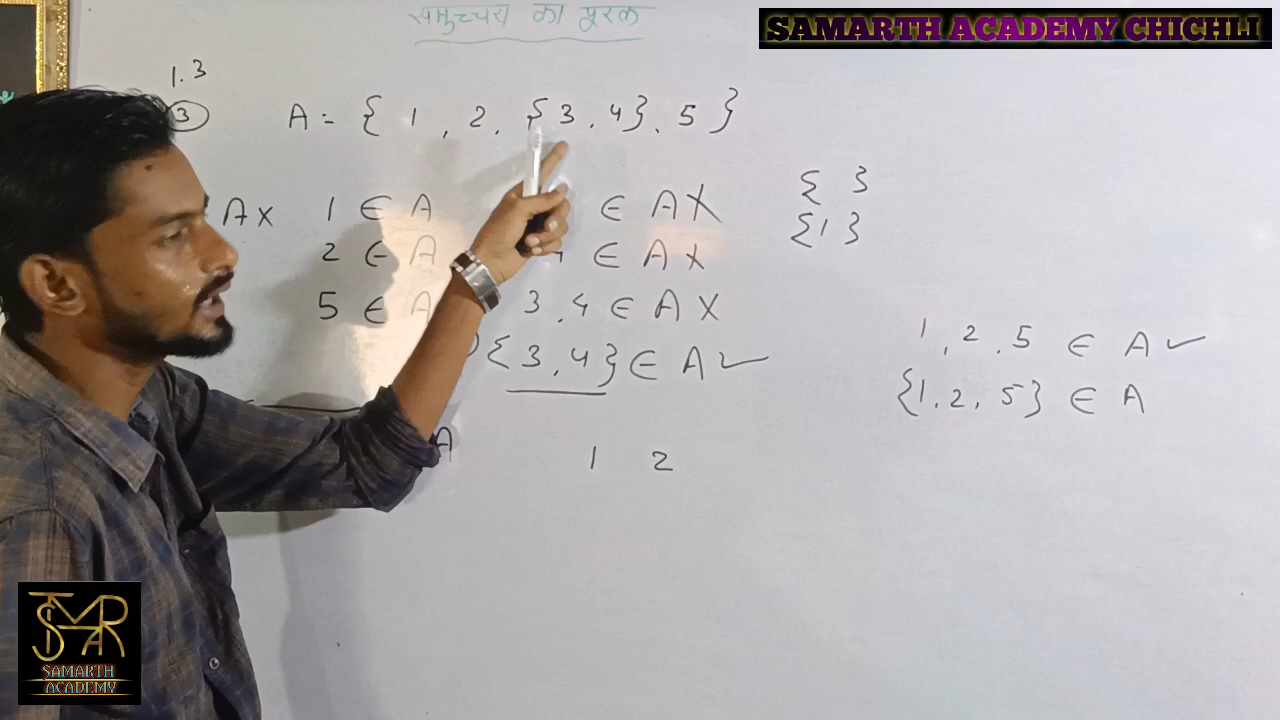 समुच्चय का पूरक
SAMARTH ACADEMY CHICHLI
1.3
3
A = { 1, 2, {3, 4}, 5 }
A X 1 ∈ A ∈ A X
2 ∈ A ∈ A X
5 ∈ A 3, 4 ∈ A X
{3, 4} ∈ A ✓
A 1 2
{ }
{1}
1, 2, 5 ∈ A ✓
{1, 2, 5} ∈ A
SAMARTH
ACADEMY